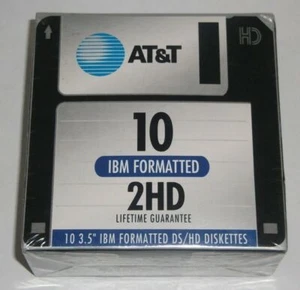 AT&T
HD
10
IBM FORMATTED
2HD
LIFETIME GUARANTEE
10 3.5" IBM FORMATTED DS/HD DISKETTES